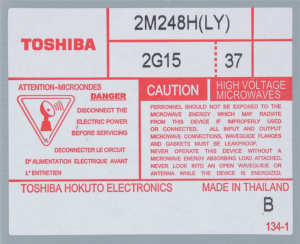 TOSHIBA
2M248H(LY)
2G15
37
ATTENTION-MICROONDES
DANGER
DISCONNECT THE
ELECTRIC POWER
BEFORE SERVICING
DECONNECTER LE CIRCUIT
D' ALIMENTATION ELECTRIQUE AVANT
L' ENTRETIEN
CAUTION
HIGH VOLTAGE
MICROWAVES
PERSONNEL SHOULD NOT BE EXPOSED TO THE
MICROWAVE ENERGY WHICH MAY RADIATE
FROM THIS DEVICE IF IMPROPERLY USED
OR CONNECTED. ALL INPUT AND OUTPUT
MICROWAVE CONNECTIONS, WAVEGUIDE FLANGES
AND GASKETS MUST BE LEAKPROOF.
NEVER OPERATE THIS DEVICE WITHOUT A
MICROWAVE ENERGY ABSORBING LOAD ATTACHED.
NEVER LOOK INTO AN OPEN WAVEGUIDE OR
ANTENNA WHILE THE DEVICE IS ENERGIZED.
TOSHIBA HOKUTO ELECTRONICS
MADE IN THAILAND
B
134-1